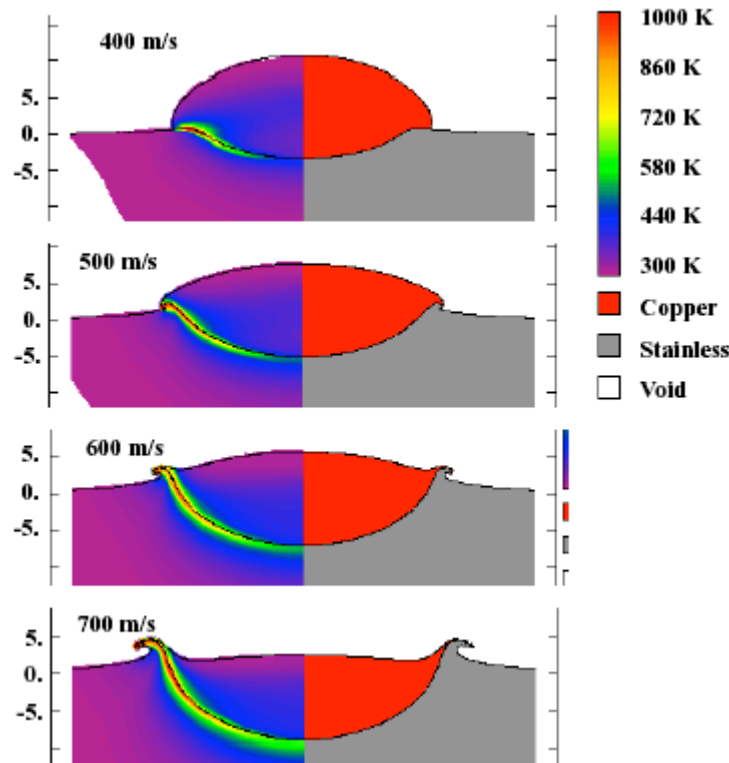 400 m/s
5.
0.
-5.
500 m/s
5.
0.
-5.
600 m/s
5.
0.
-5.
700 m/s
5.
0.
-5.
1000 K
860 K
720 K
580 K
440 K
300 K
Copper
Stainless
Void